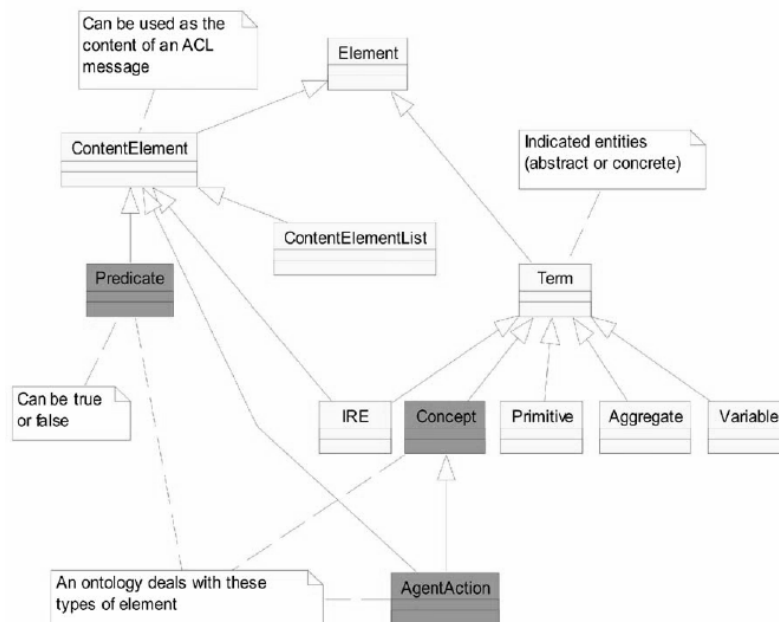 Can be used as the
content of an ACL
message
Element
ContentElement
Indicated entities
(abstract or concrete)
ContentElementList
Predicate
Term
Can be true
or false
IRE
Concept
Primitive
Aggregate
Variable
An ontology deals with these
types of element
AgentAction